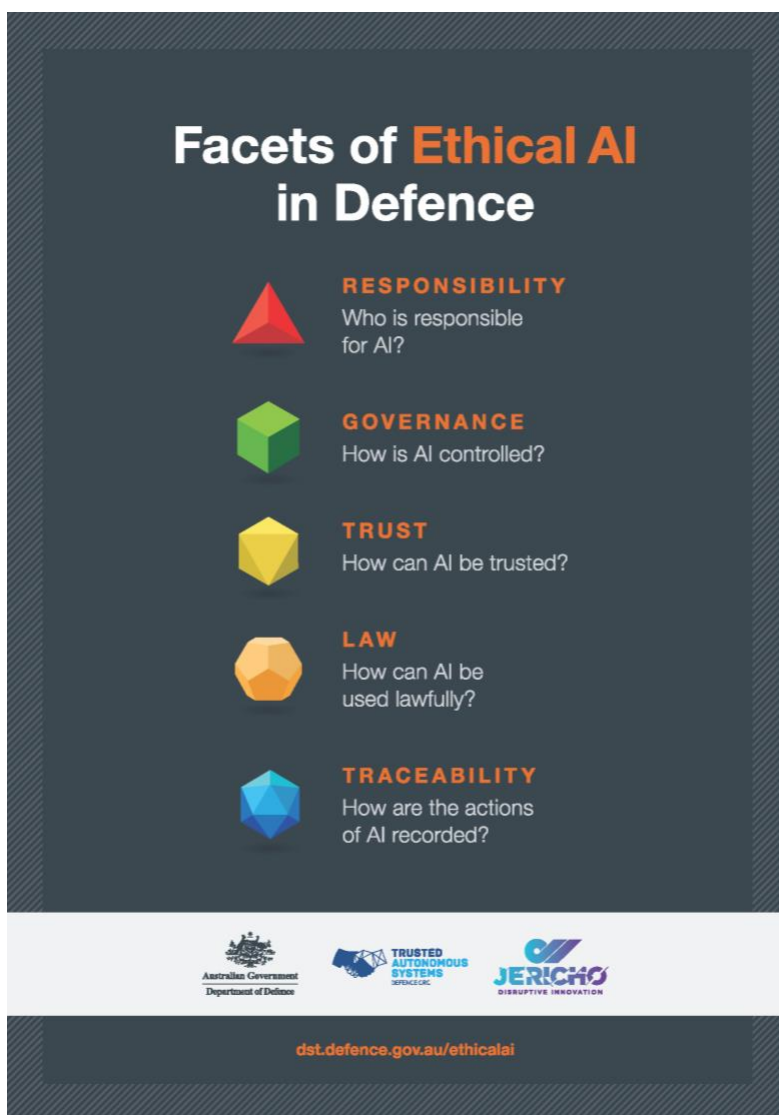 Facets of Ethical AI
in Defence
RESPONSIBILITY
Who is responsible
for AI?
GOVERNANCE
How is AI controlled?
TRUST
How can AI be trusted?
LAW
How can AI be
used lawfully?
TRACEABILITY
How are the actions
of AI recorded?
Australian Government
Department of Defence
TRUSTED
AUTONOMOUS
SYSTEMS
DEFENCE CRC
JERICHO
DISRUPTIVE INNOVATION
dst.defence.gov.au/ethicalai